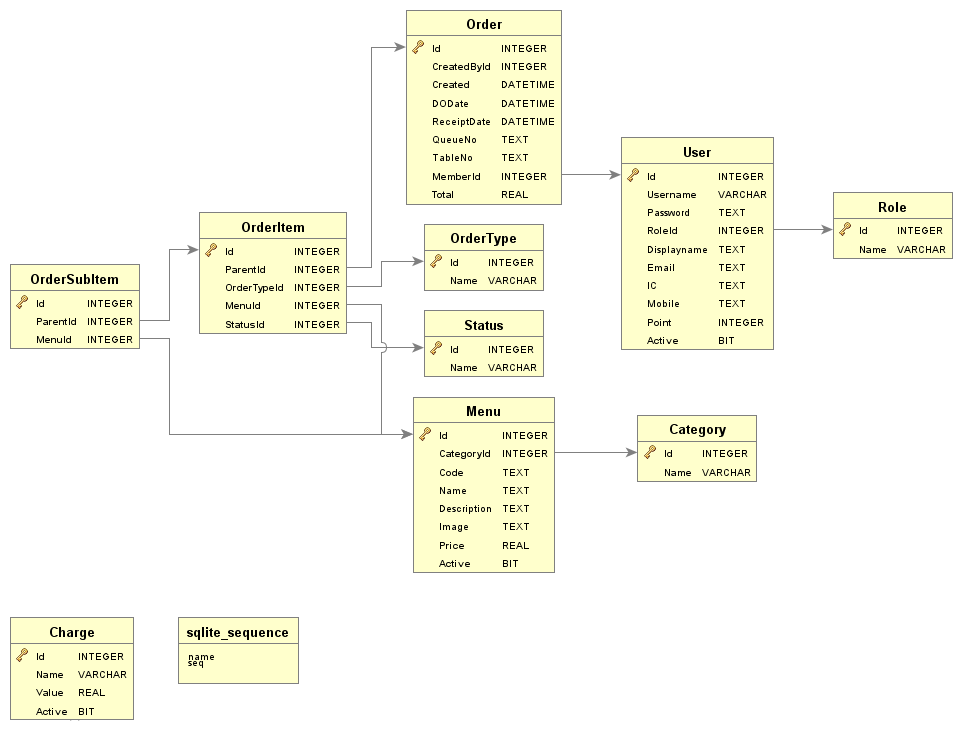 Order
Id INTEGER
CreatedById INTEGER
Created DATETIME
DODate DATETIME
ReceiptDate DATETIME
QueueNo TEXT
TableNo TEXT
MemberId INTEGER
Total REAL
User
Id INTEGER
Username VARCHAR
Password TEXT
RoleId INTEGER
Displayname TEXT
Email TEXT
IC TEXT
Mobile TEXT
Point INTEGER
Active BIT
Role
Id INTEGER
Name VARCHAR
OrderItem
Id INTEGER
ParentId INTEGER
OrderTypeId INTEGER
MenuId INTEGER
StatusId INTEGER
OrderType
Id INTEGER
Name VARCHAR
OrderSubItem
Id INTEGER
ParentId INTEGER
MenuId INTEGER
Status
Id INTEGER
Name VARCHAR
Menu
Id INTEGER
CategoryId INTEGER
Code TEXT
Name TEXT
Description TEXT
Image TEXT
Price REAL
Active BIT
Category
Id INTEGER
Name VARCHAR
Charge
Id INTEGER
Name VARCHAR
Value REAL
Active BIT
sqlite_sequence
name
seq